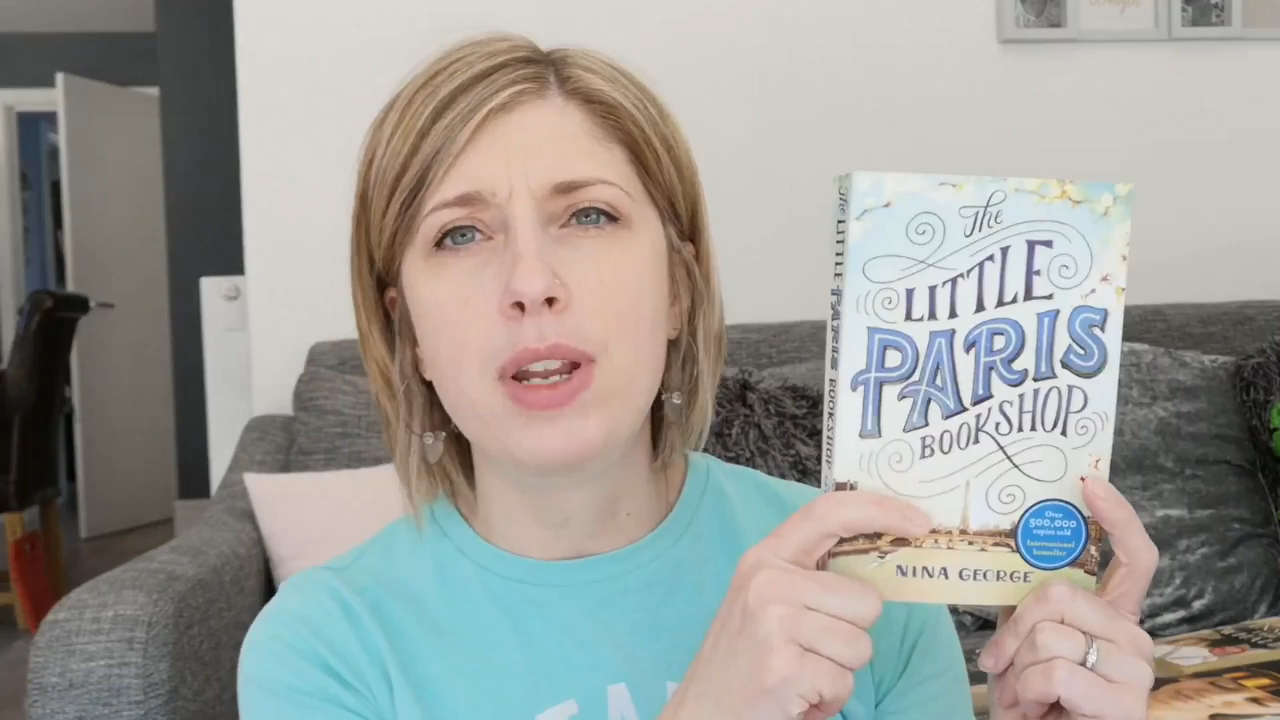 The
LITTLE
PARIS
BOOKSHOP
Over
500,000
copies sold
International
bestseller
NINA GEORGE
The LITTLE PARIS BOOKSHOP